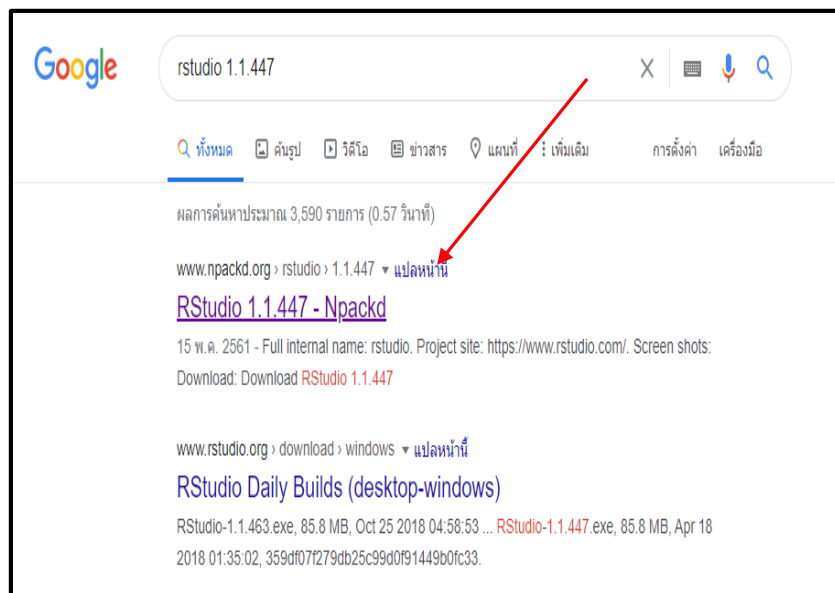 Google
rstudio 1.1.447
ทั้งหมด ค้นรูป วิดีโอ ข่าวสาร แผนที่ เพิ่มเติม การตั้งค่า เครื่องมือ
ผลการค้นหาประมาณ 3,590 รายการ (0.57 วินาที)
www.npackd.org › rstudio › 1.1.447 ▾ แปลหน้านี้
RStudio 1.1.447 - Npackd
15 พ.ค. 2561 - Full internal name: rstudio. Project site: https://www.rstudio.com/. Screen shots:
Download: Download RStudio 1.1.447
www.rstudio.org › download › windows ▾ แปลหน้านี้
RStudio Daily Builds (desktop-windows)
RStudio-1.1.463.exe, 85.8 MB, Oct 25 2018 04:58:53 ... RStudio-1.1.447.exe, 85.8 MB, Apr 18
2018 01:35:02, 359df07f279db25c99d0f91449b0fc33.